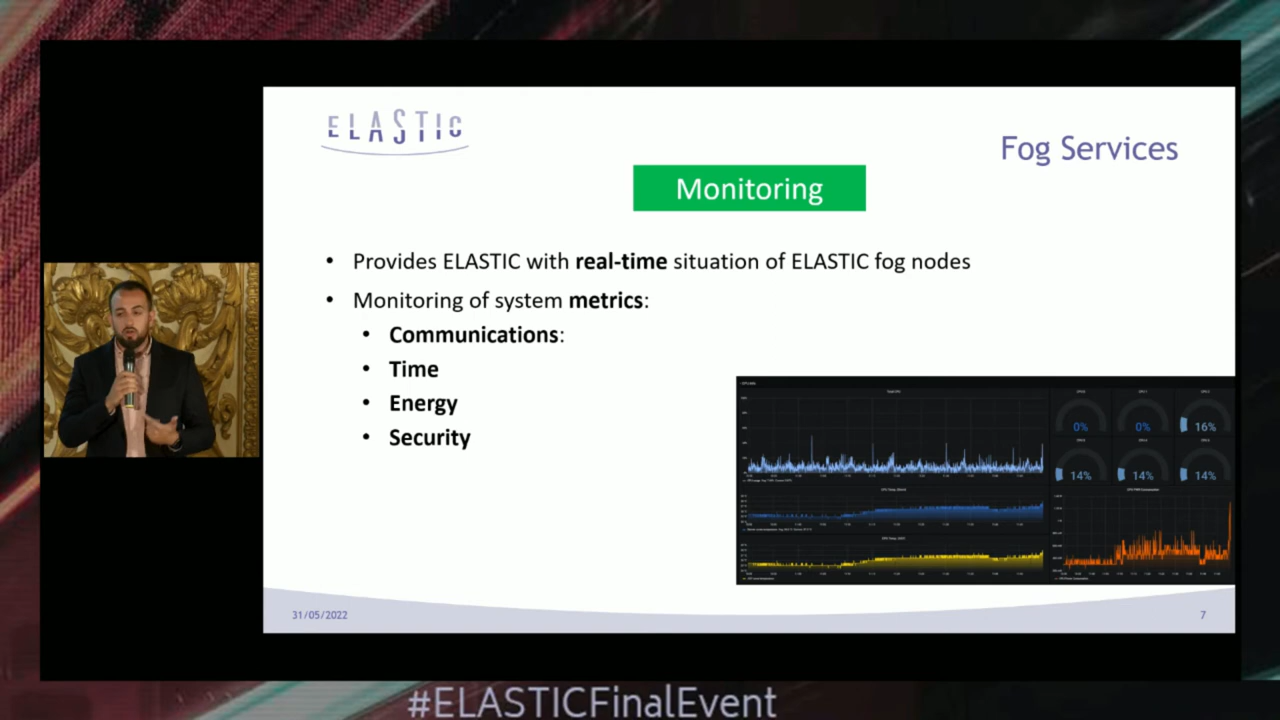 ELASTIC
Fog Services
Monitoring
• Provides ELASTIC with real-time situation of ELASTIC fog nodes
• Monitoring of system metrics:
• Communications:
• Time
• Energy
• Security
0%
0%
16%
14%
14%
14%
31/05/2022
7
#ELASTICFinalEvent